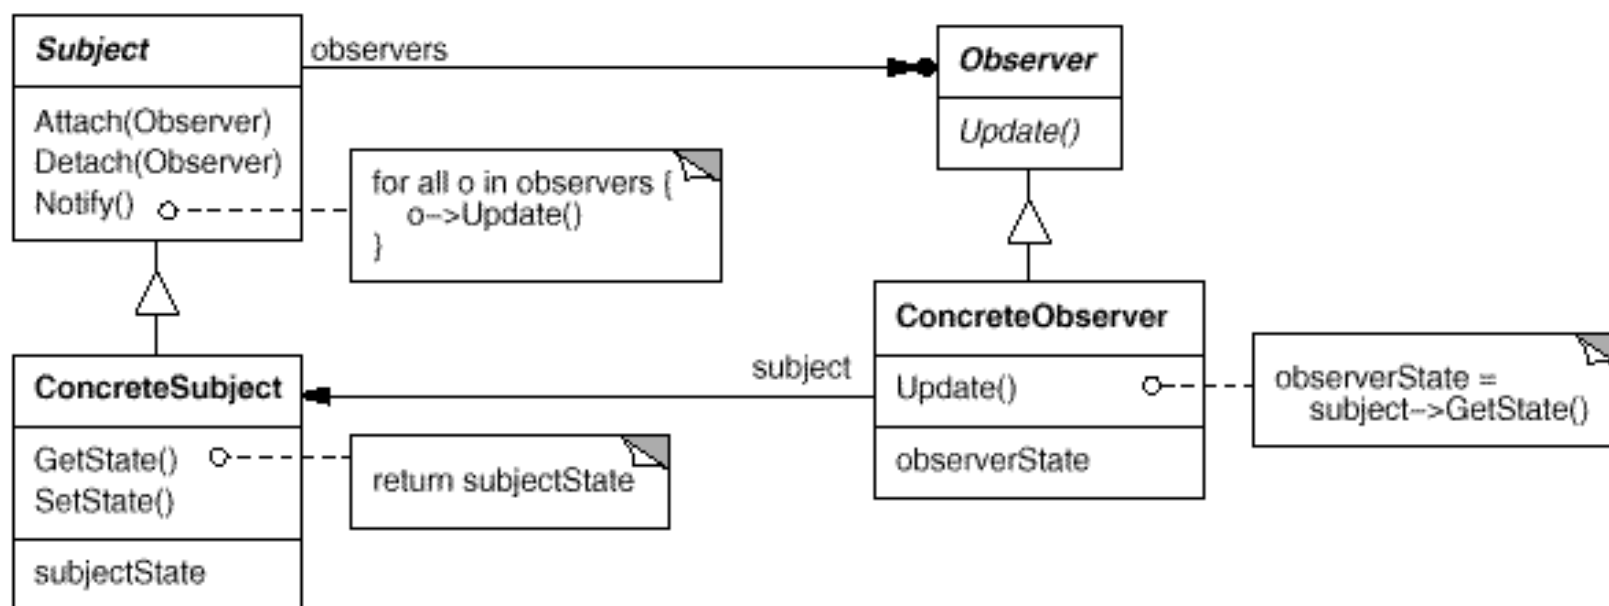 Subject
observers
Observer
Attach(Observer)
Detach(Observer)
Notify()
for all o in observers {
o->Update()
}
Update()
ConcreteSubject
GetState()
SetState()
subjectState
return subjectState
subject
ConcreteObserver
Update()
observerState
observerState =
subject->GetState()